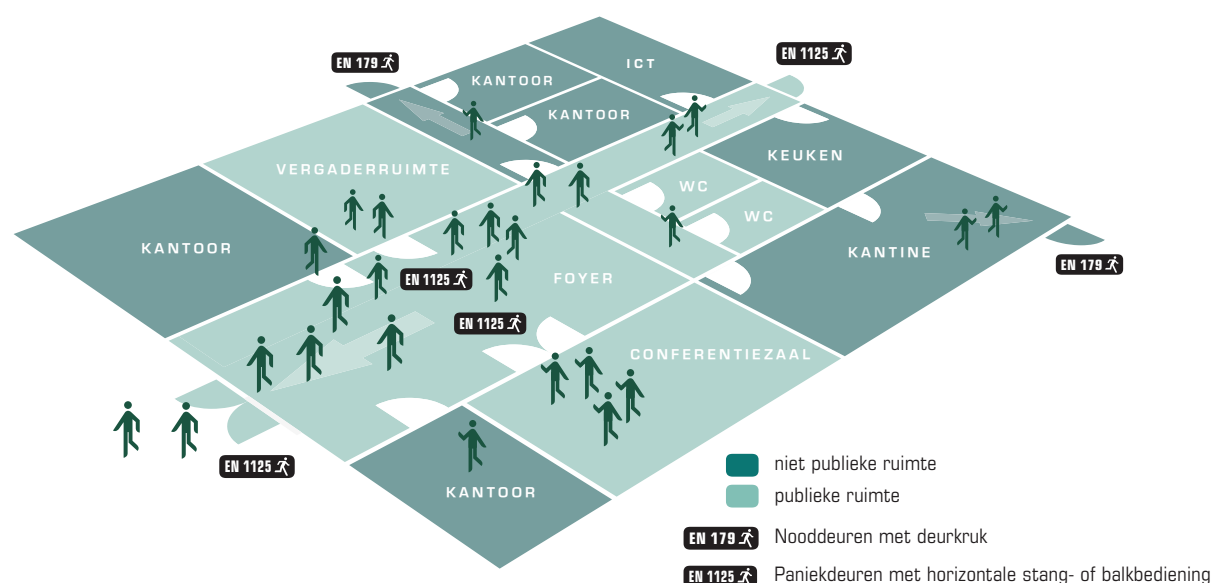 EN 1125
EN 179
ICT
KANTOOR
KANTOOR
KEUKEN
VERGADERRUIMTE
WC
WC
KANTOOR
KANTINE
EN 179
EN 1125
FOYER
EN 1125
CONFERENTIEZAAL
EN 1125
KANTOOR
niet publieke ruimte
publieke ruimte
EN 179 Nooddeuren met deurkruk
EN 1125 Paniekdeuren met horizontale stang- of balkbediening